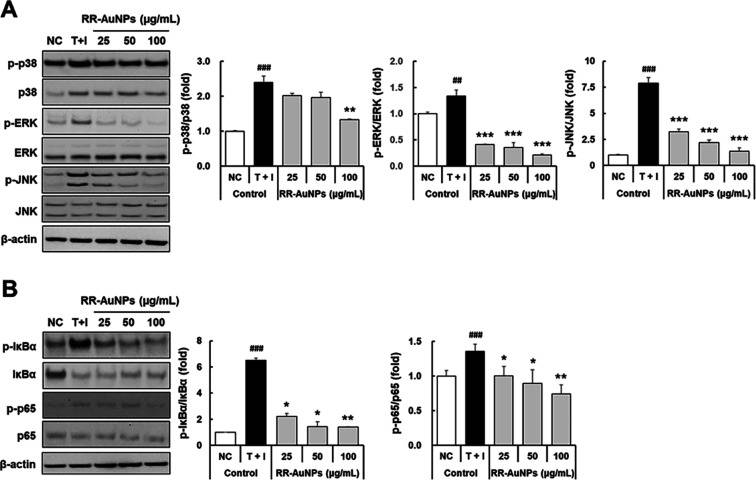 A
RR-AuNPs (μg/mL)
NC T+I 25 50 100
p-p38
p38
p-ERK
ERK
p-JNK
JNK
β-actin
p-p38/p38 (fold)
3.0
2.0
1.0
0.0
###
**
NC T + I 25 50 100
Control RR-AuNPs (μg/mL)
p-ERK/ERK (fold)
2.0
1.5
1.0
0.5
0.0
##
*** *** ***
NC T + I 25 50 100
Control RR-AuNPs (μg/mL)
p-JNK/JNK (fold)
10.0
7.5
5.0
2.5
0.0
###
*** *** ***
NC T + I 25 50 100
Control RR-AuNPs (μg/mL)
B
RR-AuNPs (μg/mL)
NC T+I 25 50 100
p-IκBα
IκBα
p-p65
p65
β-actin
p-IκBα/IκBα (fold)
8
6
4
2
0
###
* * **
NC T + I 25 50 100
Control RR-AuNPs (μg/mL)
p-p65/p65 (fold)
1.5
1.0
0.5
0.0
###
* * **
NC T + I 25 50 100
Control RR-AuNPs (μg/mL)